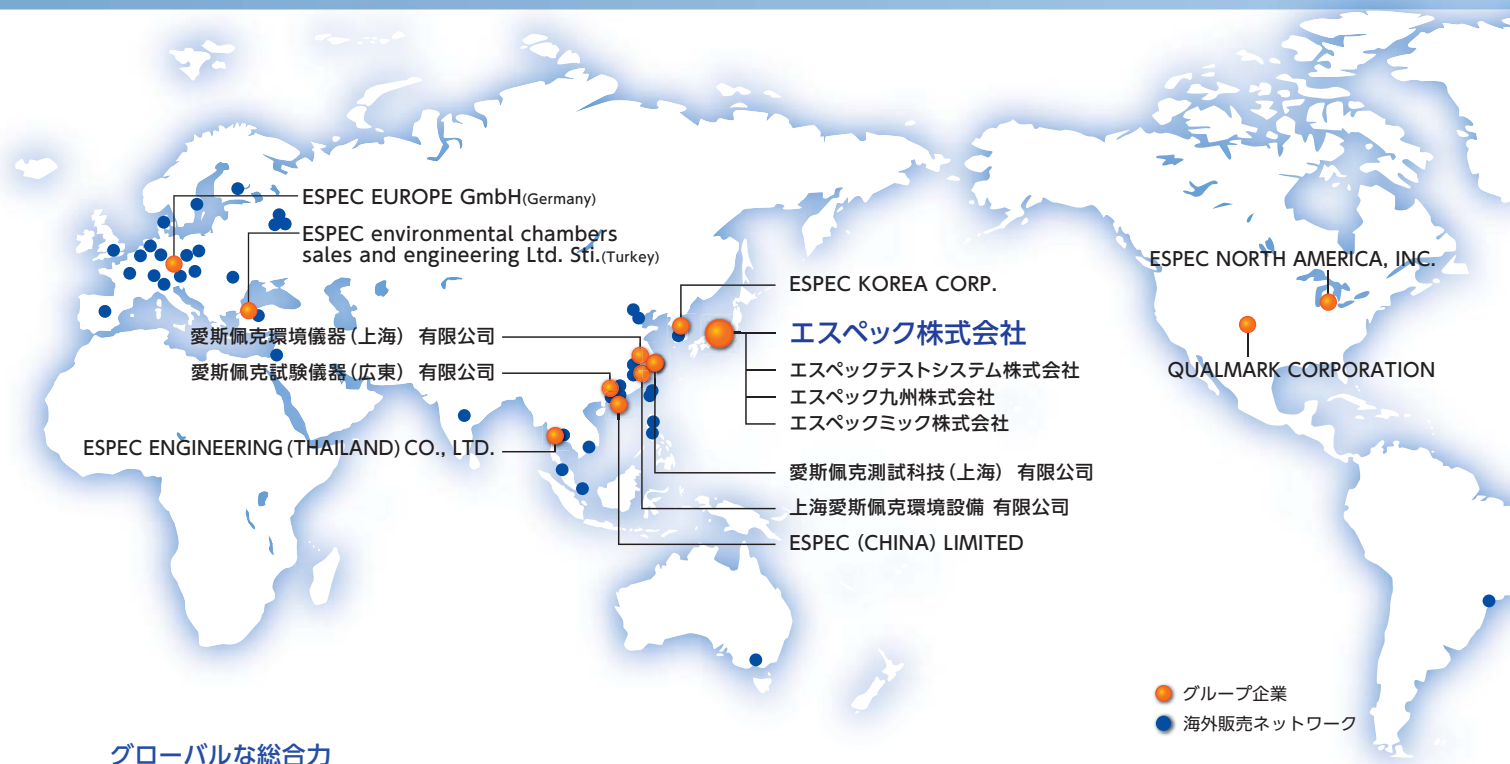 ESPEC EUROPE GmbH(Germany)
ESPEC environmental chambers
sales and engineering Ltd. Sti.(Turkey)
愛斯佩克環境儀器(上海) 有限公司
愛斯佩克試験儀器(広東) 有限公司
ESPEC ENGINEERING(THAILAND)CO., LTD.
ESPEC KOREA CORP.
エスペック株式会社
エスペックテストシステム株式会社
エスペック九州株式会社
エスペックミック株式会社
愛斯佩克測試科技(上海) 有限公司
上海愛斯佩克環境設備 有限公司
ESPEC (CHINA) LIMITED
ESPEC NORTH AMERICA, INC.
QUALMARK CORPORATION
グループ企業
海外販売ネットワーク
グローバルな総合力